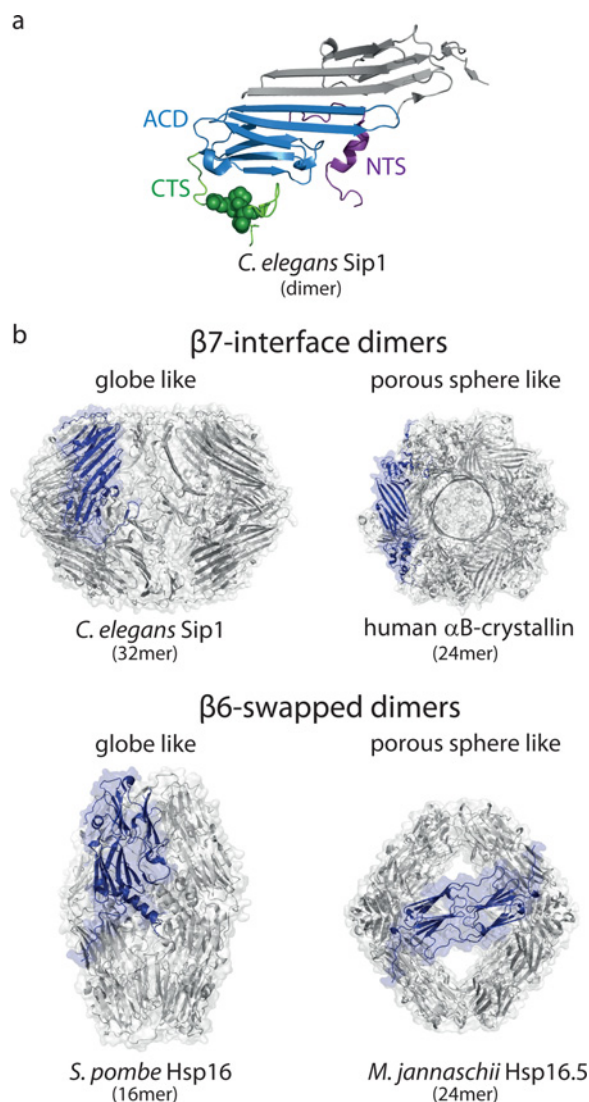 a
ACD
CTS
NTS
C. elegans Sip1
(dimer)
b
β7-interface dimers
globe like
porous sphere like
C. elegans Sip1
(32mer)
human αB-crystallin
(24mer)
β6-swapped dimers
globe like
porous sphere like
S. pombe Hsp16
(16mer)
M. jannaschii Hsp16.5
(24mer)